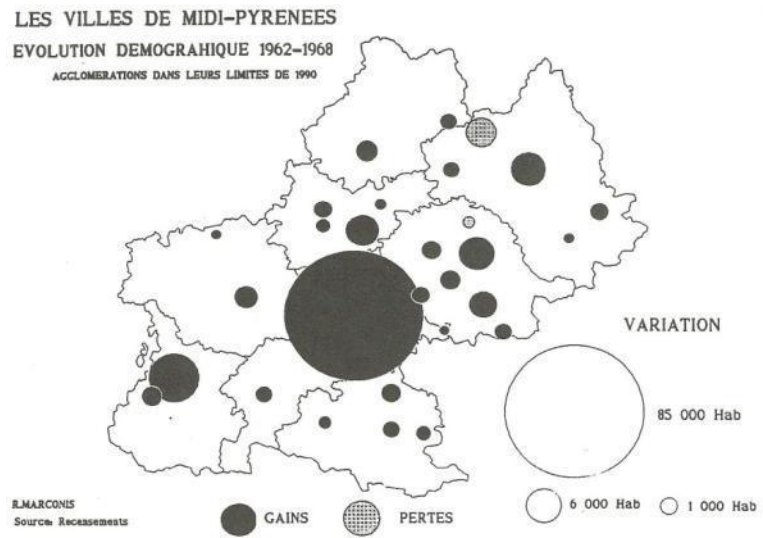 LES VILLES DE MIDI-PYRENEES
EVOLUTION DEMOGRAHIQUE 1962-1968
AGGLOMERATIONS DANS LEURS LIMITES DE 1990
VARIATION
85 000 Hab
6 000 Hab
1 000 Hab
R.MARCONIS
Source: Recensements
GAINS
PERTES